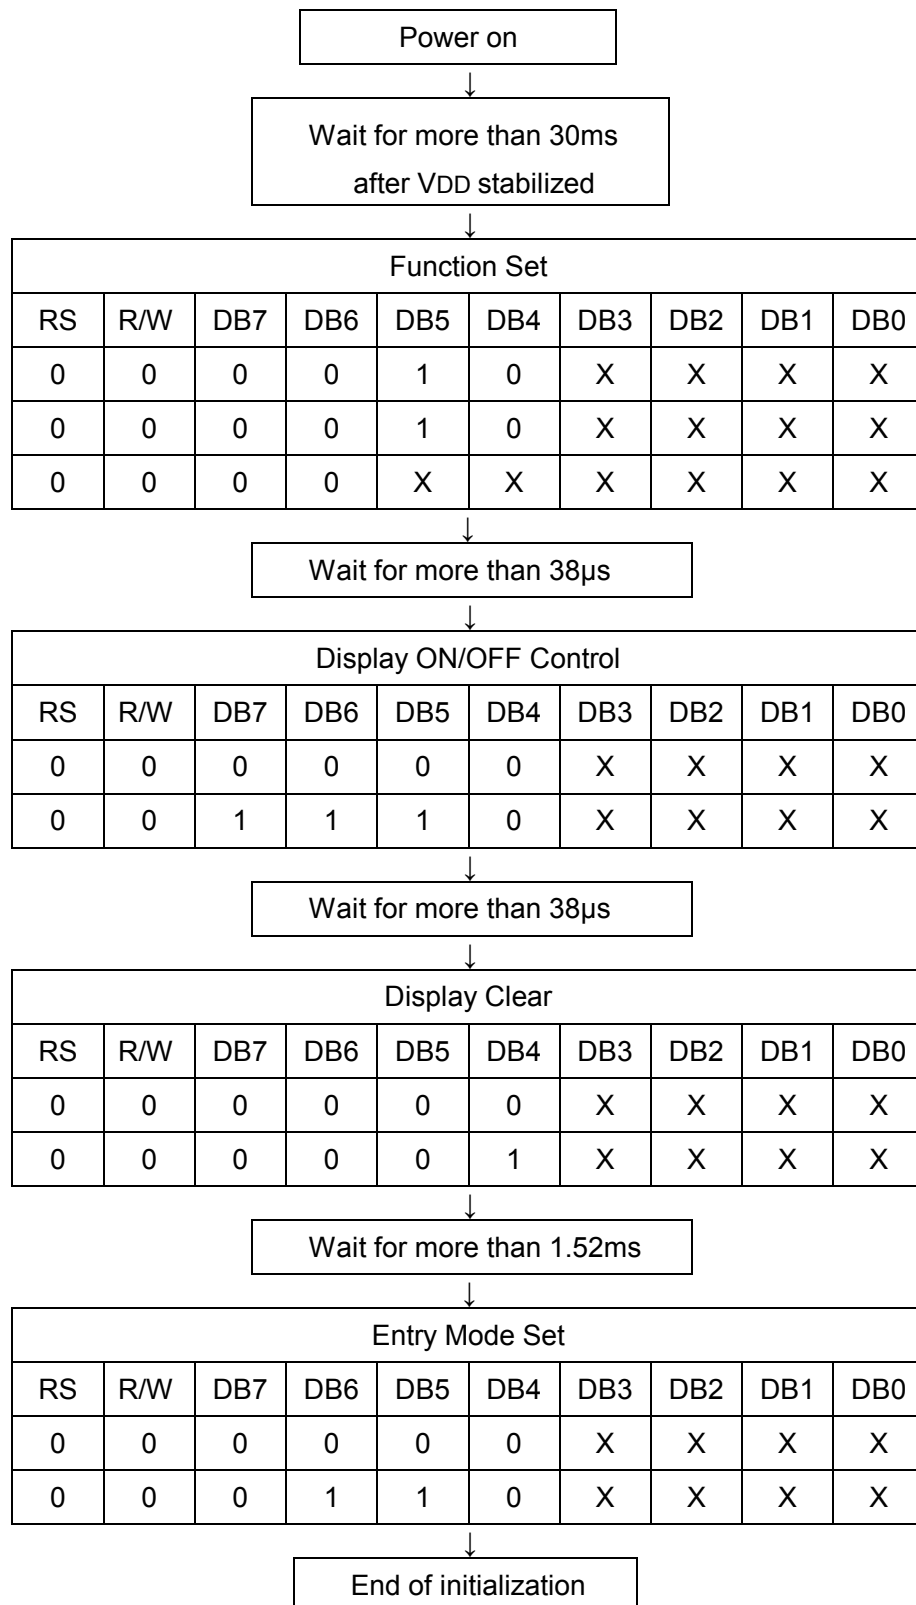 Power on
↓
Wait for more than 30ms
after VDD stabilized
↓
Function Set
RS R/W DB7 DB6 DB5 DB4 DB3 DB2 DB1 DB0
0 0 0 0 1 0 X X X X
0 0 0 0 1 0 X X X X
0 0 0 0 X X X X X X
↓
Wait for more than 38µs
↓
Display ON/OFF Control
RS R/W DB7 DB6 DB5 DB4 DB3 DB2 DB1 DB0
0 0 0 0 0 0 X X X X
0 0 1 1 1 0 X X X X
↓
Wait for more than 38µs
↓
Display Clear
RS R/W DB7 DB6 DB5 DB4 DB3 DB2 DB1 DB0
0 0 0 0 0 0 X X X X
0 0 0 0 0 1 X X X X
↓
Wait for more than 1.52ms
↓
Entry Mode Set
RS R/W DB7 DB6 DB5 DB4 DB3 DB2 DB1 DB0
0 0 0 0 0 0 X X X X
0 0 0 1 1 0 X X X X
↓
End of initialization